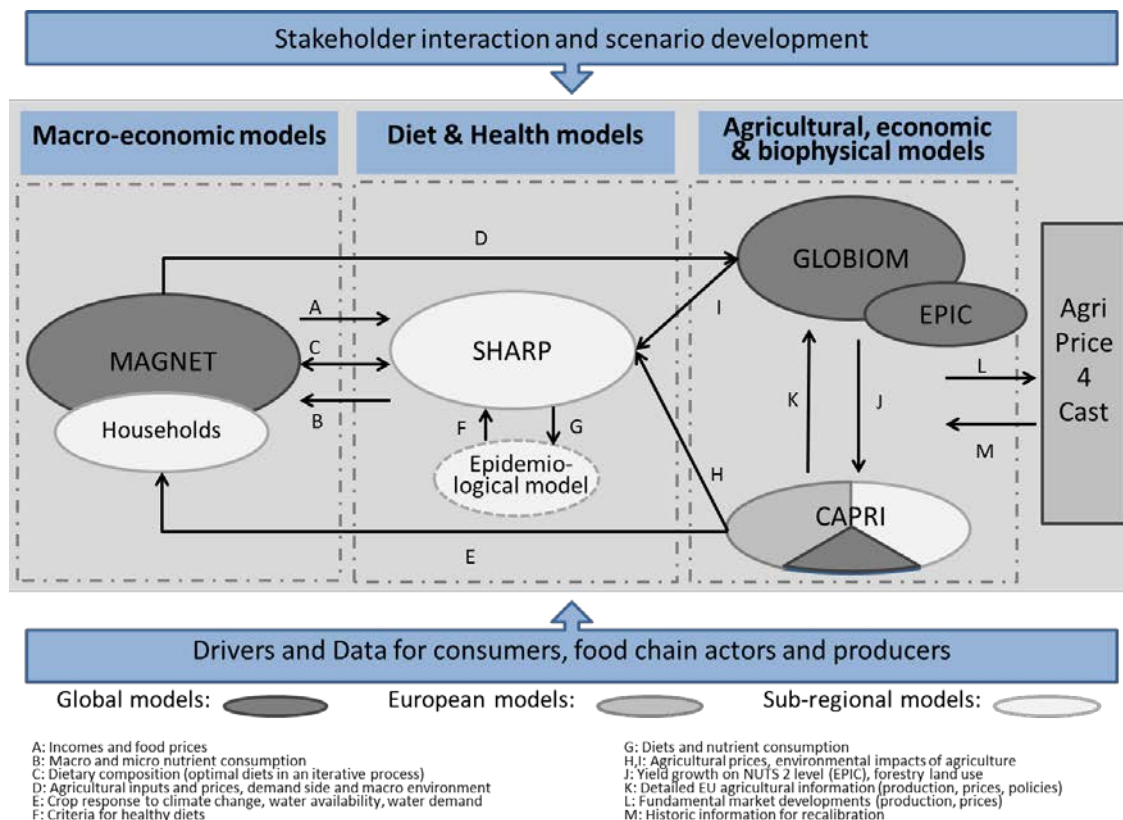 Stakeholder interaction and scenario development
Macro-economic models
Diet & Health models
Agricultural, economic
& biophysical models
D
GLOBIOM
EPIC
I
A
MAGNET
C
SHARP
B
Households
F
G
Epidemio-
logical model
H
K
J
L
M
Agri
Price
4
Cast
CAPRI
E
Drivers and Data for consumers, food chain actors and producers
Global models:
European models:
Sub-regional models:
A: Incomes and food prices
B: Macro and micro nutrient consumption
C: Dietary composition (optimal diets in an iterative process)
D: Agricultural inputs and prices, demand side and macro environment
E: Crop response to climate change, water availability, water demand
F: Criteria for healthy diets
G: Diets and nutrient consumption
H,I: Agricultural prices, environmental impacts of agriculture
J: Yield growth on NUTS 2 level (EPIC), forestry land use
K: Detailed EU agricultural information (production, prices, policies)
L: Fundamental market developments (production, prices)
M: Historic information for recalibration